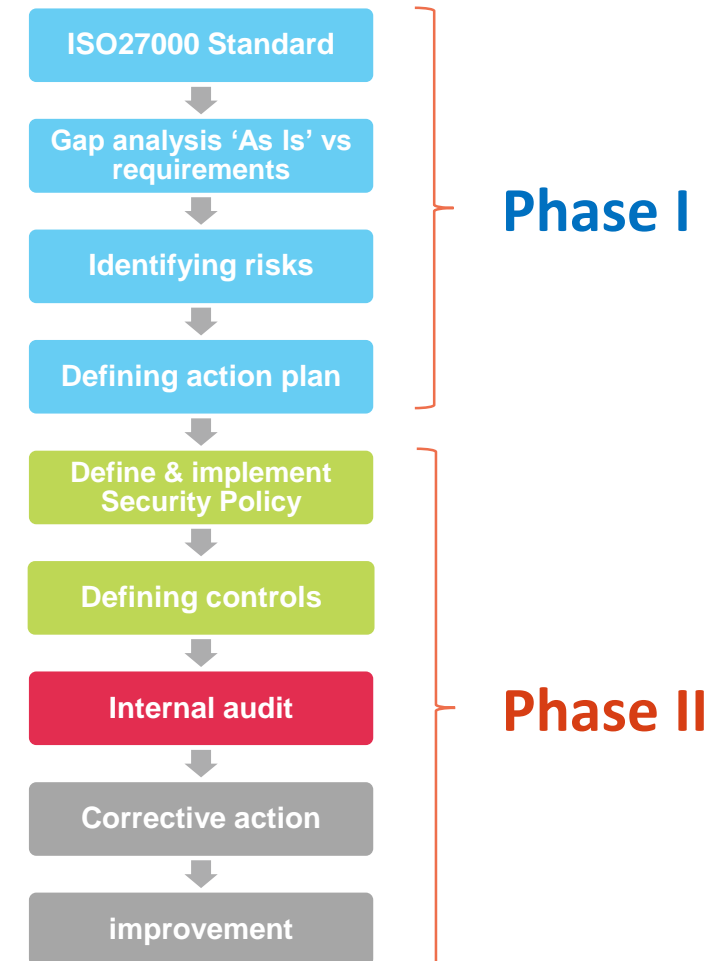 ISO27000 Standard
Gap analysis ‘As Is’ vs
requirements
Identifying risks
Defining action plan
Phase I
Define & implement
Security Policy
Defining controls
Internal audit
Corrective action
improvement
Phase II